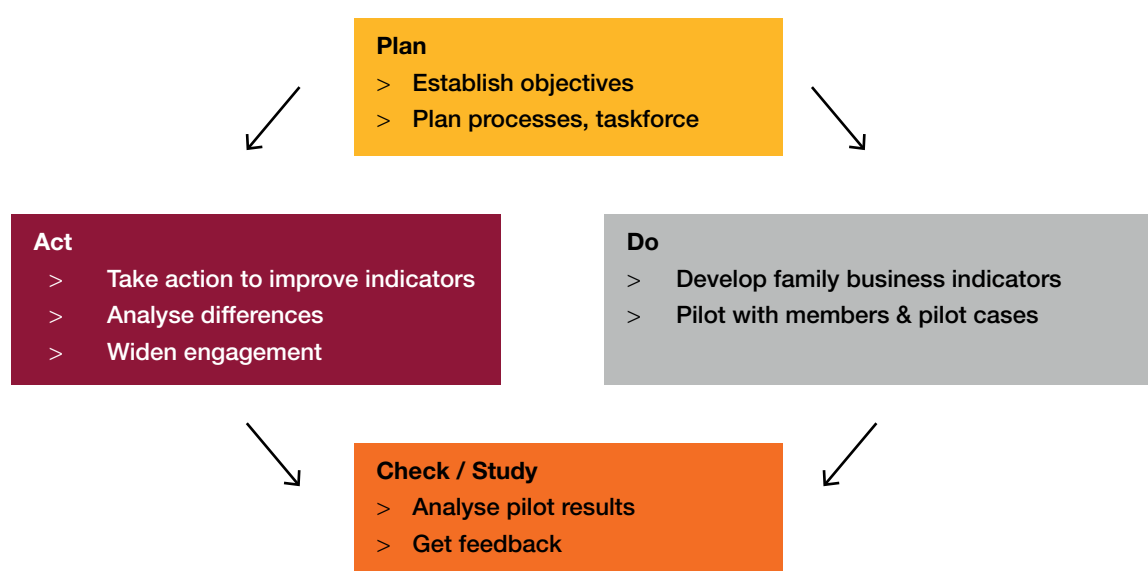 Plan
> Establish objectives
> Plan processes, taskforce
Act
> Take action to improve indicators
> Analyse differences
> Widen engagement
Do
> Develop family business indicators
> Pilot with members & pilot cases
Check / Study
> Analyse pilot results
> Get feedback